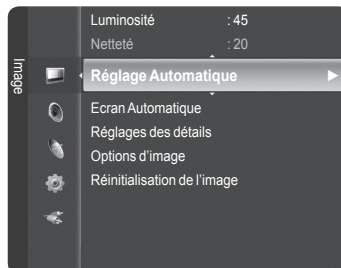 Image
Luminosité : 45
Netteté : 20
Réglage Automatique
Ecran Automatique
Réglages des détails
Options d'image
Réinitialisation de l'image